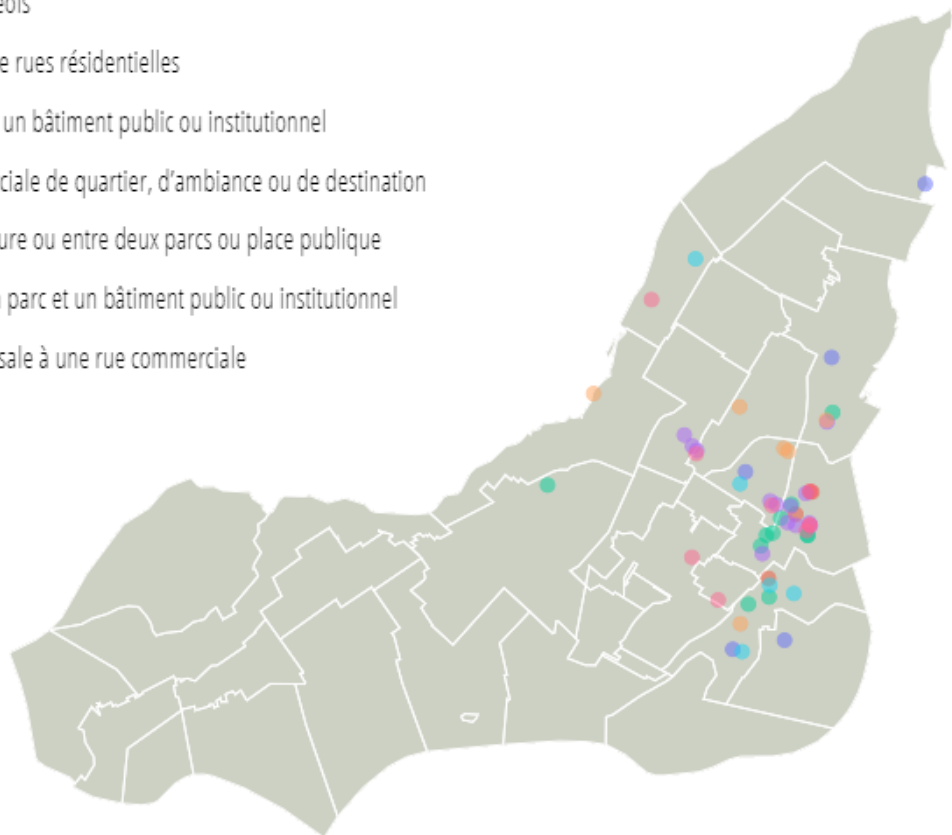 e rues résidentielles
un bâtiment public ou institutionnel
ciale de quartier, d'ambiance ou de destination
ure ou entre deux parcs ou place publique
parc et un bâtiment public ou institutionnel
sale à une rue commerciale